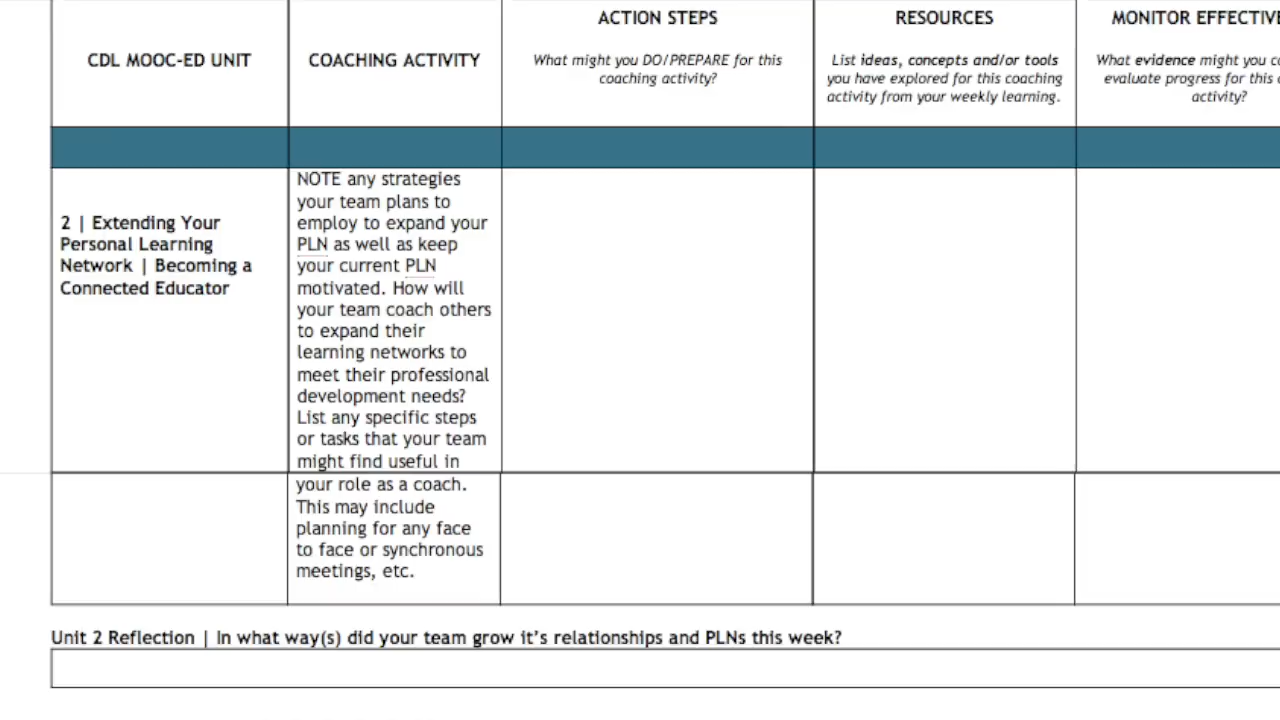 CDL MOOC-ED UNIT
COACHING ACTIVITY
ACTION STEPS
What might you DO/PREPARE for this
coaching activity?
RESOURCES
List ideas, concepts and/or tools
you have explored for this coaching
activity from your weekly learning.
MONITOR
What evidence might you
evaluate progress for this
activity?
2 | Extending Your
Personal Learning
Network | Becoming a
Connected Educator
NOTE any strategies
your team plans to
employ to expand your
PLN as well as keep
your current PLN
motivated. How will
your team coach others
to expand their
learning networks to
meet their professional
development needs?
List any specific steps
or tasks that your team
might find useful in
your role as a coach.
This may include
planning for any face
to face or synchronous
meetings, etc.
Unit 2 Reflection | In what way(s) did your team grow it's relationships and PLNs this week?